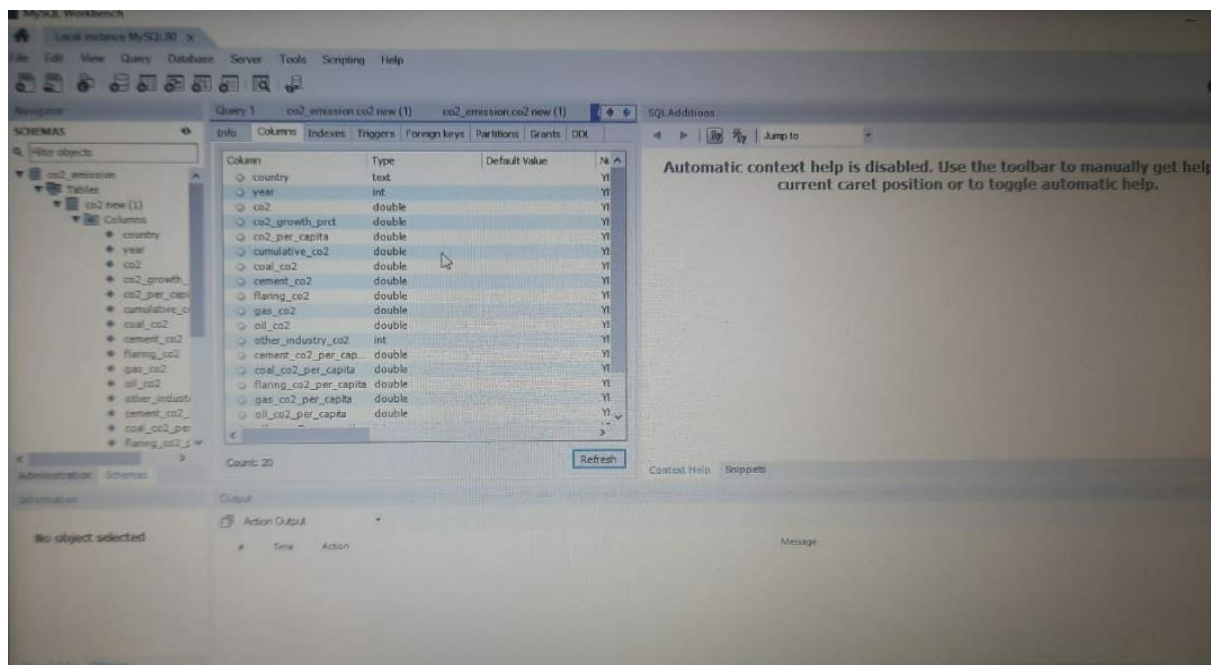 MySQL Workbench
Local instance MySQL80 x
File Edit View Query Database Server Tools Scripting Help
Navigator
SCHEMAS
Filter objects
co2_emission
Tables
co2 new (1)
Columns
country
year
co2
co2_growth_
co2_per_capi
cumulative_c
coal_co2
cement_co2
flaring_co2
gas_co2
oil_co2
other_indust
cement_co2_
coal_co2_per
flaring_co2_
Administration Schemas
Information
No object selected
Query 1 co2_emission.co2 new (1) co2_emission.co2 new (1)
Info Columns Indexes Triggers Foreign keys Partitions Grants DDL
Column Type Default Value
country text
year int
co2 double
co2_growth_prct double
co2_per_capita double
cumulative_co2 double
coal_co2 double
cement_co2 double
flaring_co2 double
gas_co2 double
oil_co2 double
other_industry_co2 int
cement_co2_per_cap... double
coal_co2_per_capita double
flaring_co2_per_capita double
gas_co2_per_capita double
oil_co2_per_capita double
Count: 20
Refresh
SQLAdditions
Jump to
Automatic context help is disabled. Use the toolbar to manually get help
current caret position or to toggle automatic help.
Context Help Snippets
Output
Action Output
# Time Action Message